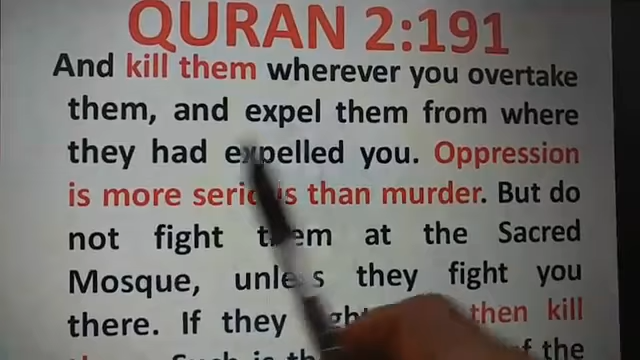 QURAN 2:191
And kill them wherever you overtake
them, and expel them from where
they had expelled you. Oppression
is more serious than murder. But do
not fight them at the Sacred
Mosque, unless they fight you
there. If they then kill
the